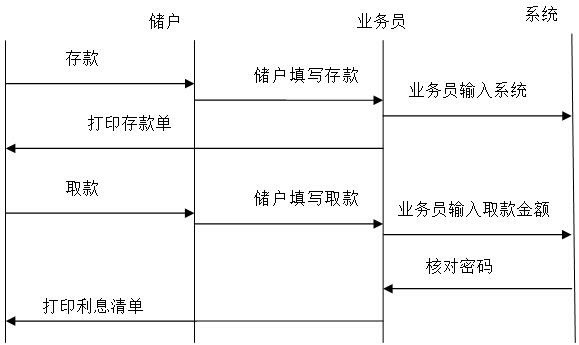 储户
业务员
系统
存款
储户填写存款
业务员输入系统
打印存款单
取款
储户填写取款
业务员输入取款金额
核对密码
打印利息清单